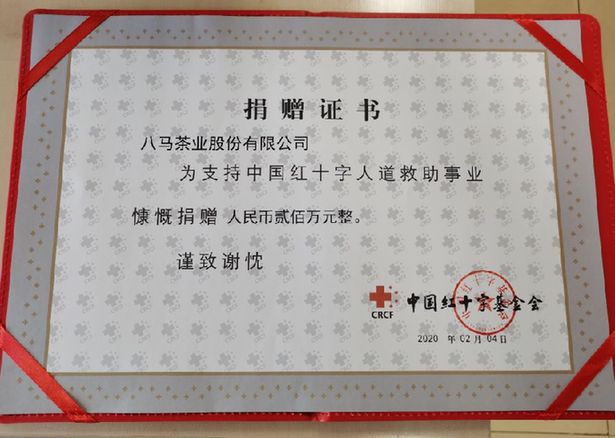 捐赠证书
八马茶业股份有限公司
为支持中国红十字人道救助事业
慷慨捐赠 人民币贰佰万元整。
谨致谢忱
CRCF 中国红十字基金会
2020 年 02 月 04 日